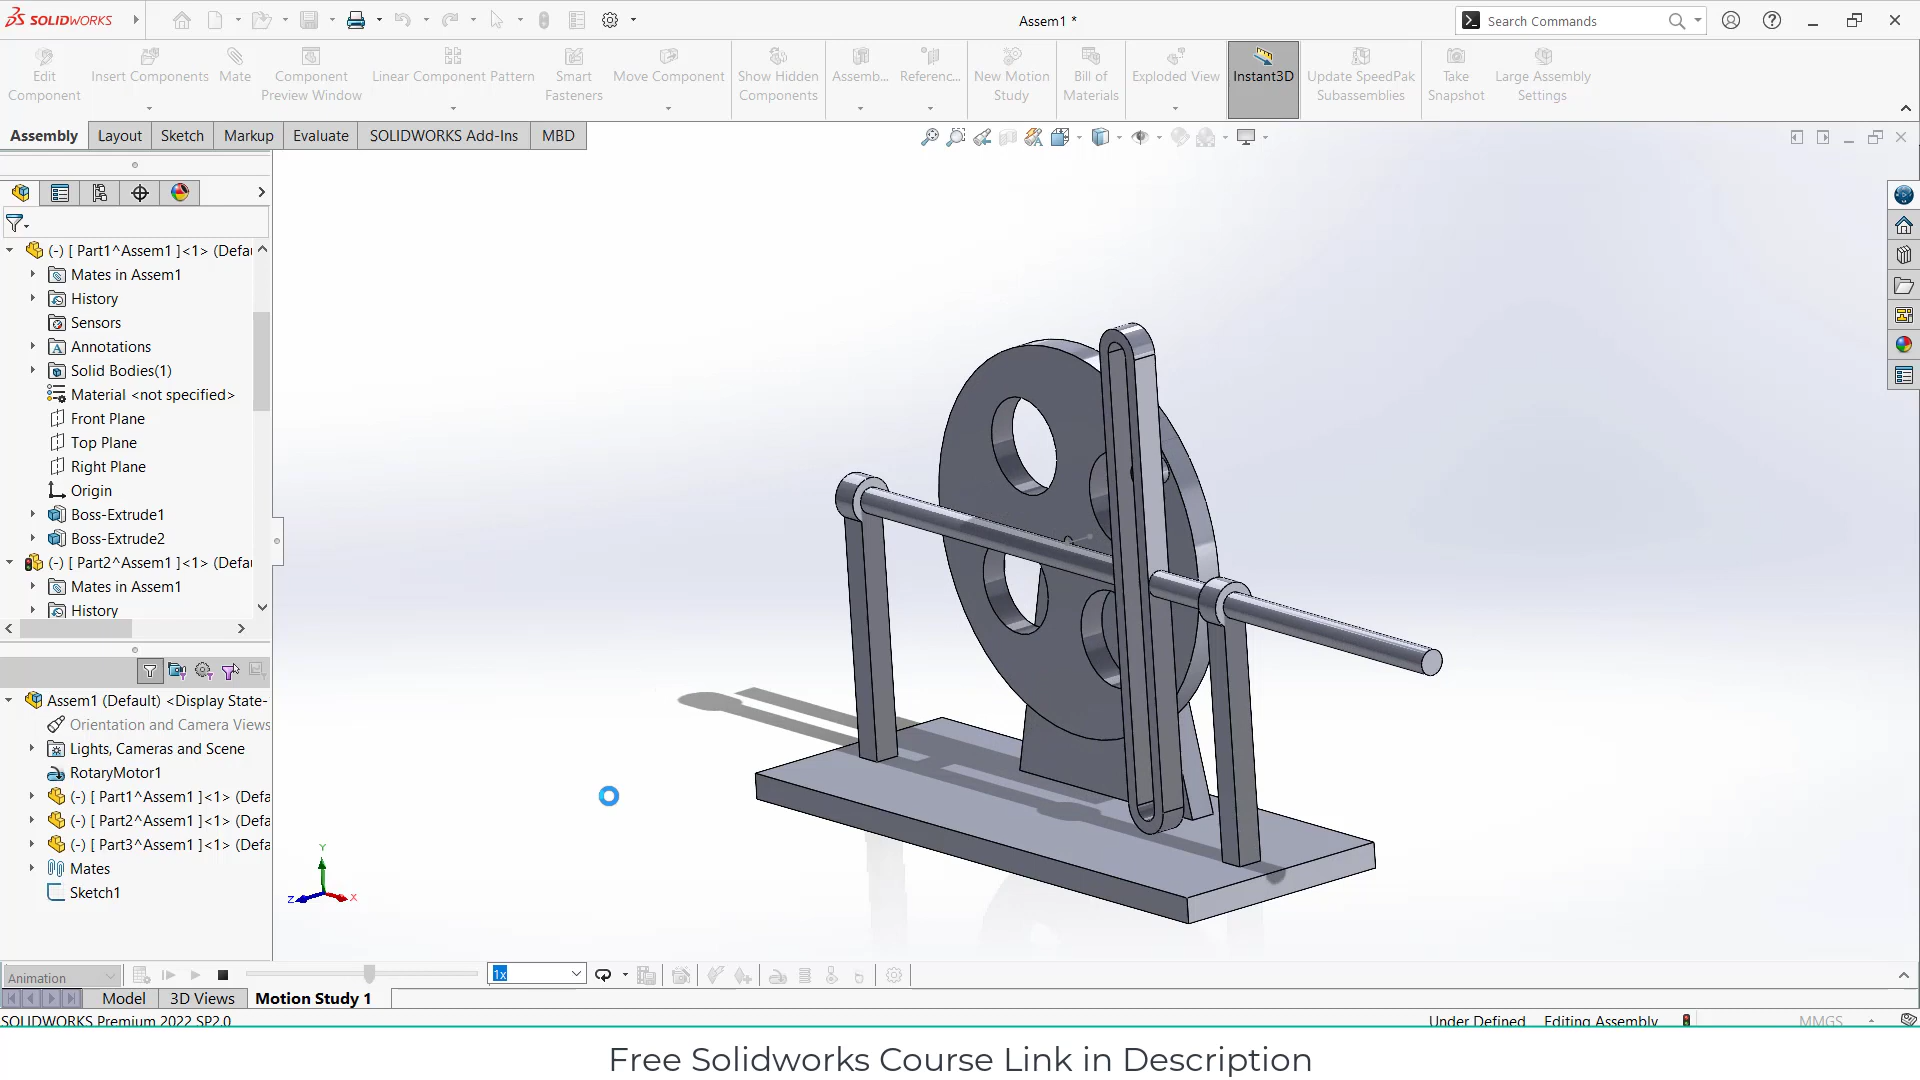 SOLIDWORKS
Assem1 *
Search Commands
Edit Component
Insert Components
Mate
Component Preview Window
Linear Component Pattern
Smart Fasteners
Move Component
Show Hidden Components
Assemb...
Referenc...
New Motion Study
Bill of Materials
Exploded View
Instant3D
Update SpeedPak Subassemblies
Take Snapshot
Large Assembly Settings
Assembly
Layout
Sketch
Markup
Evaluate
SOLIDWORKS Add-Ins
MBD
(-) [ Part1^Assem1 ]<1> (Defau
Mates in Assem1
History
Sensors
Annotations
Solid Bodies(1)
Material <not specified>
Front Plane
Top Plane
Right Plane
Origin
Boss-Extrude1
Boss-Extrude2
(-) [ Part2^Assem1 ]<1> (Defau
Mates in Assem1
History
Assem1 (Default) <Display State-
Orientation and Camera Views
Lights, Cameras and Scene
RotaryMotor1
(-) [ Part1^Assem1 ]<1> (Defa
(-) [ Part2^Assem1 ]<1> (Defa
(-) [ Part3^Assem1 ]<1> (Defa
Mates
Sketch1
Y
Z
X
Animation
1x
Model
3D Views
Motion Study 1
SOLIDWORKS Premium 2022 SP2.0
Under Defined
Editing Assembly
MMGS
Free Solidworks Course Link in Description